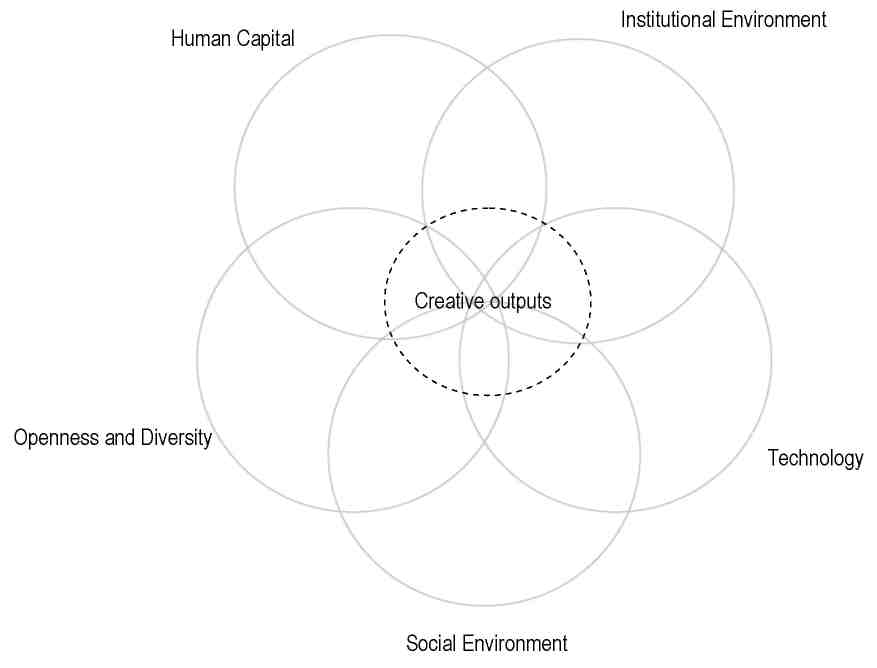 Institutional Environment
Human Capital
Creative outputs
Openness and Diversity
Technology
Social Environment